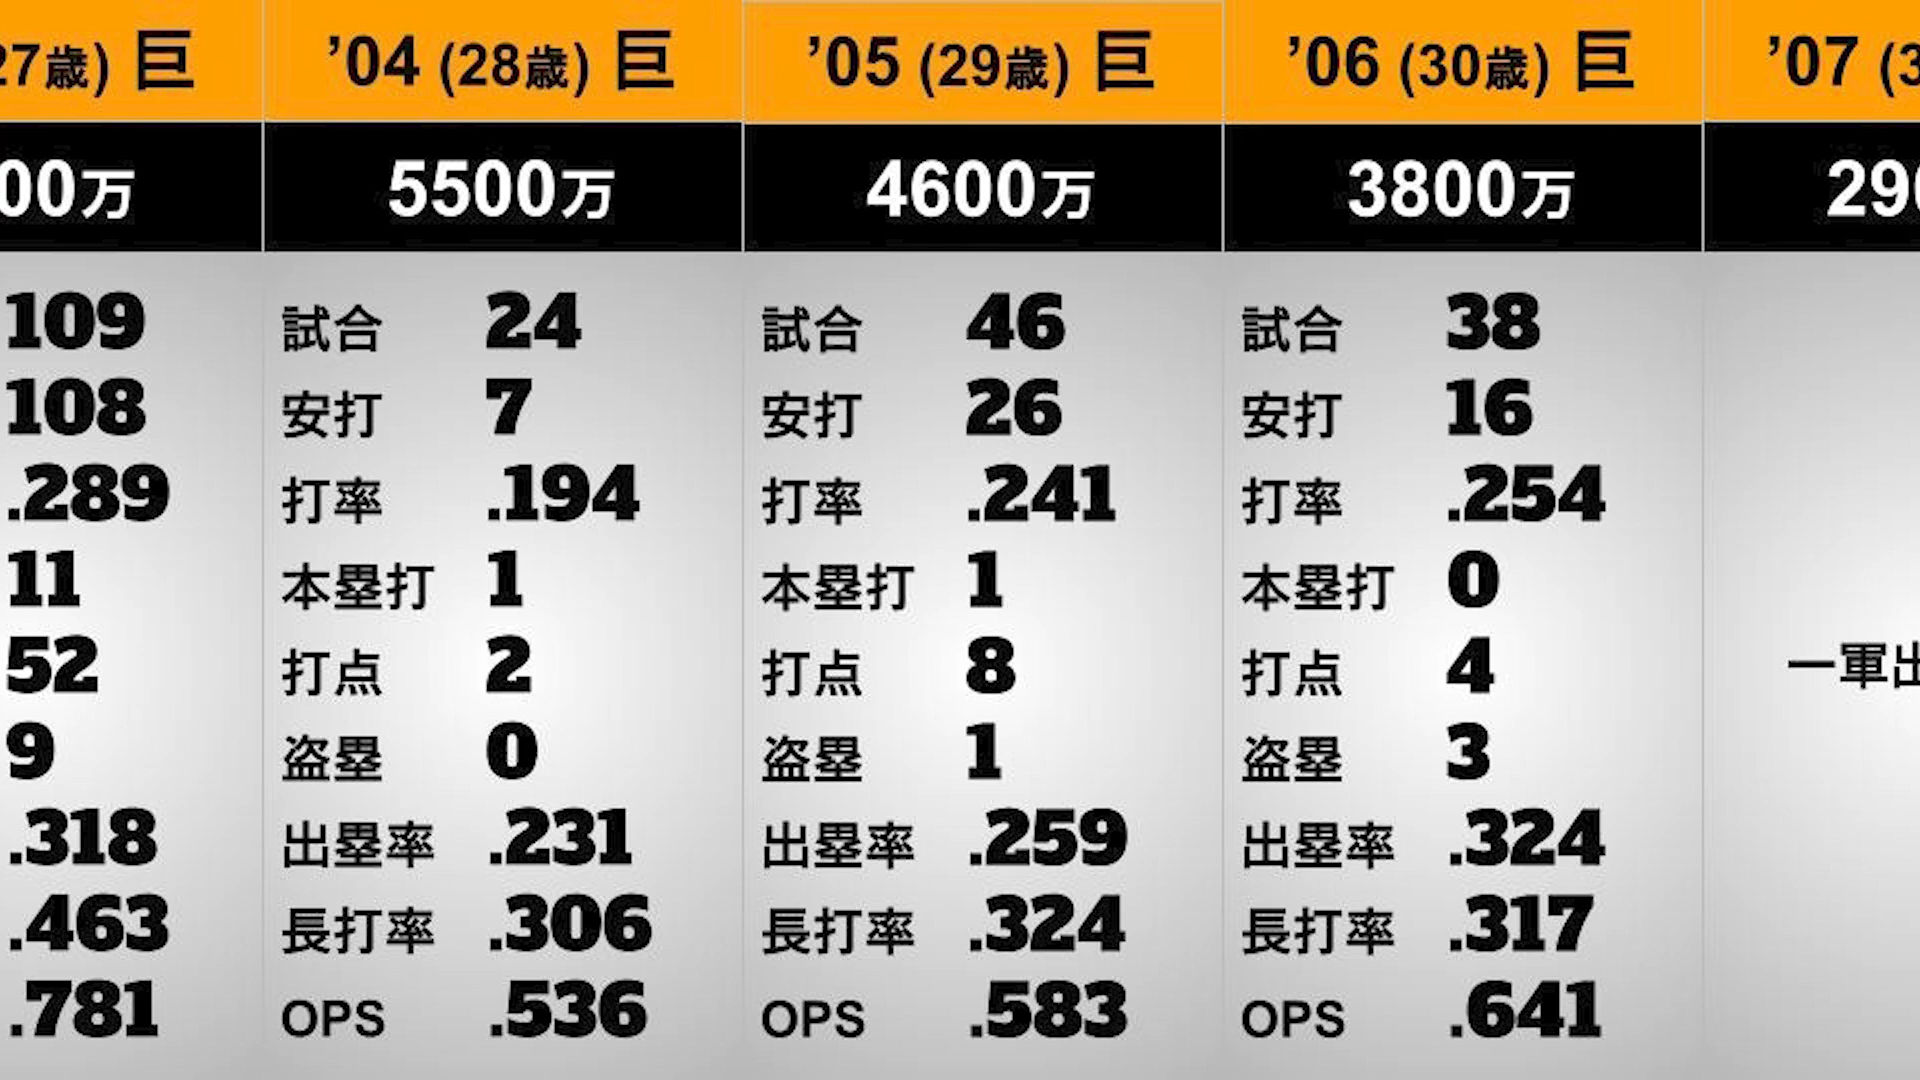 27歳) 巨
00万
109
108
.289
11
52
9
.318
.463
.781
’04 (28歳) 巨
5500万
試合 24
安打 7
打率 .194
本塁打 1
打点 2
盗塁 0
出塁率 .231
長打率 .306
OPS .536
’05 (29歳) 巨
4600万
試合 46
安打 26
打率 .241
本塁打 1
打点 8
盗塁 1
出塁率 .259
長打率 .324
OPS .583
’06 (30歳) 巨
3800万
試合 38
安打 16
打率 .254
本塁打 0
打点 4
盗塁 3
出塁率 .324
長打率 .317
OPS .641
’07 (3
290
一軍出